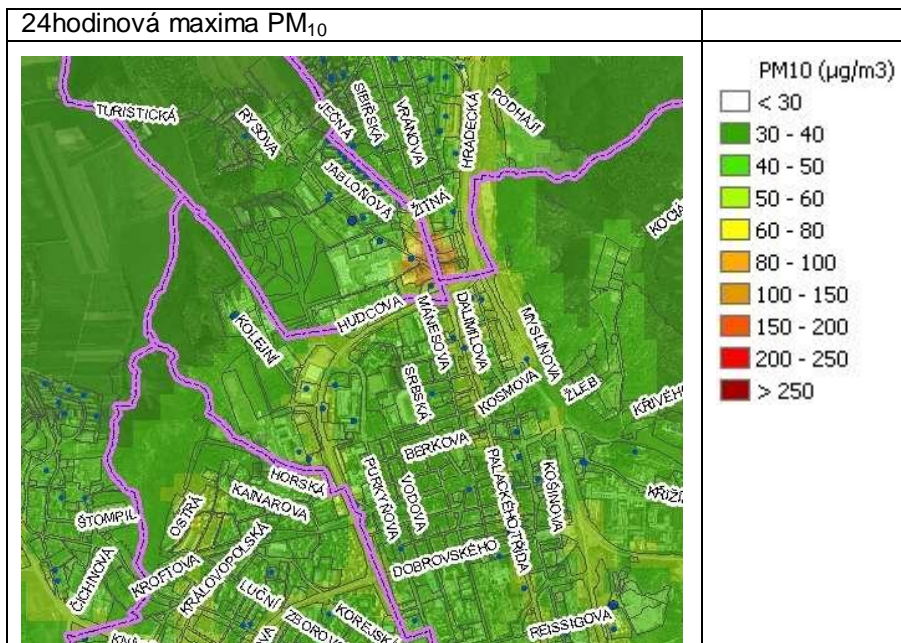 24hodinová maxima PM₁₀
TURISTICKÁ
RYSOVA
JEČNÁ
SIBIŘSKÁ
VRÁNOVA
HRADECKÁ
PODHÁJÍ
JABLOŇOVÁ
ŽITNÁ
HUDCOVA
KOLEJNÍ
MÁNESOVA
DALIMILOVA
MYSLÍNOVA
SRBSKÁ
KOSMOVA
ŽLEB
BERKOVA
HORSKÁ
KAINAROVA
OSTRÁ
PURKYŇOVA
VODOVA
PALACKÉHO TŘÍDA
KOŠINOVA
ŠTOMPIL
ČICHNOVA
KROFTOVA
KRÁLOVOPOLSKÁ
DOBROVSKÉHO
LUČNÍ
KOREJSKÁ
REISSIGOVA
PM10 (µg/m3)
< 30
30 - 40
40 - 50
50 - 60
60 - 80
80 - 100
100 - 150
150 - 200
200 - 250
> 250